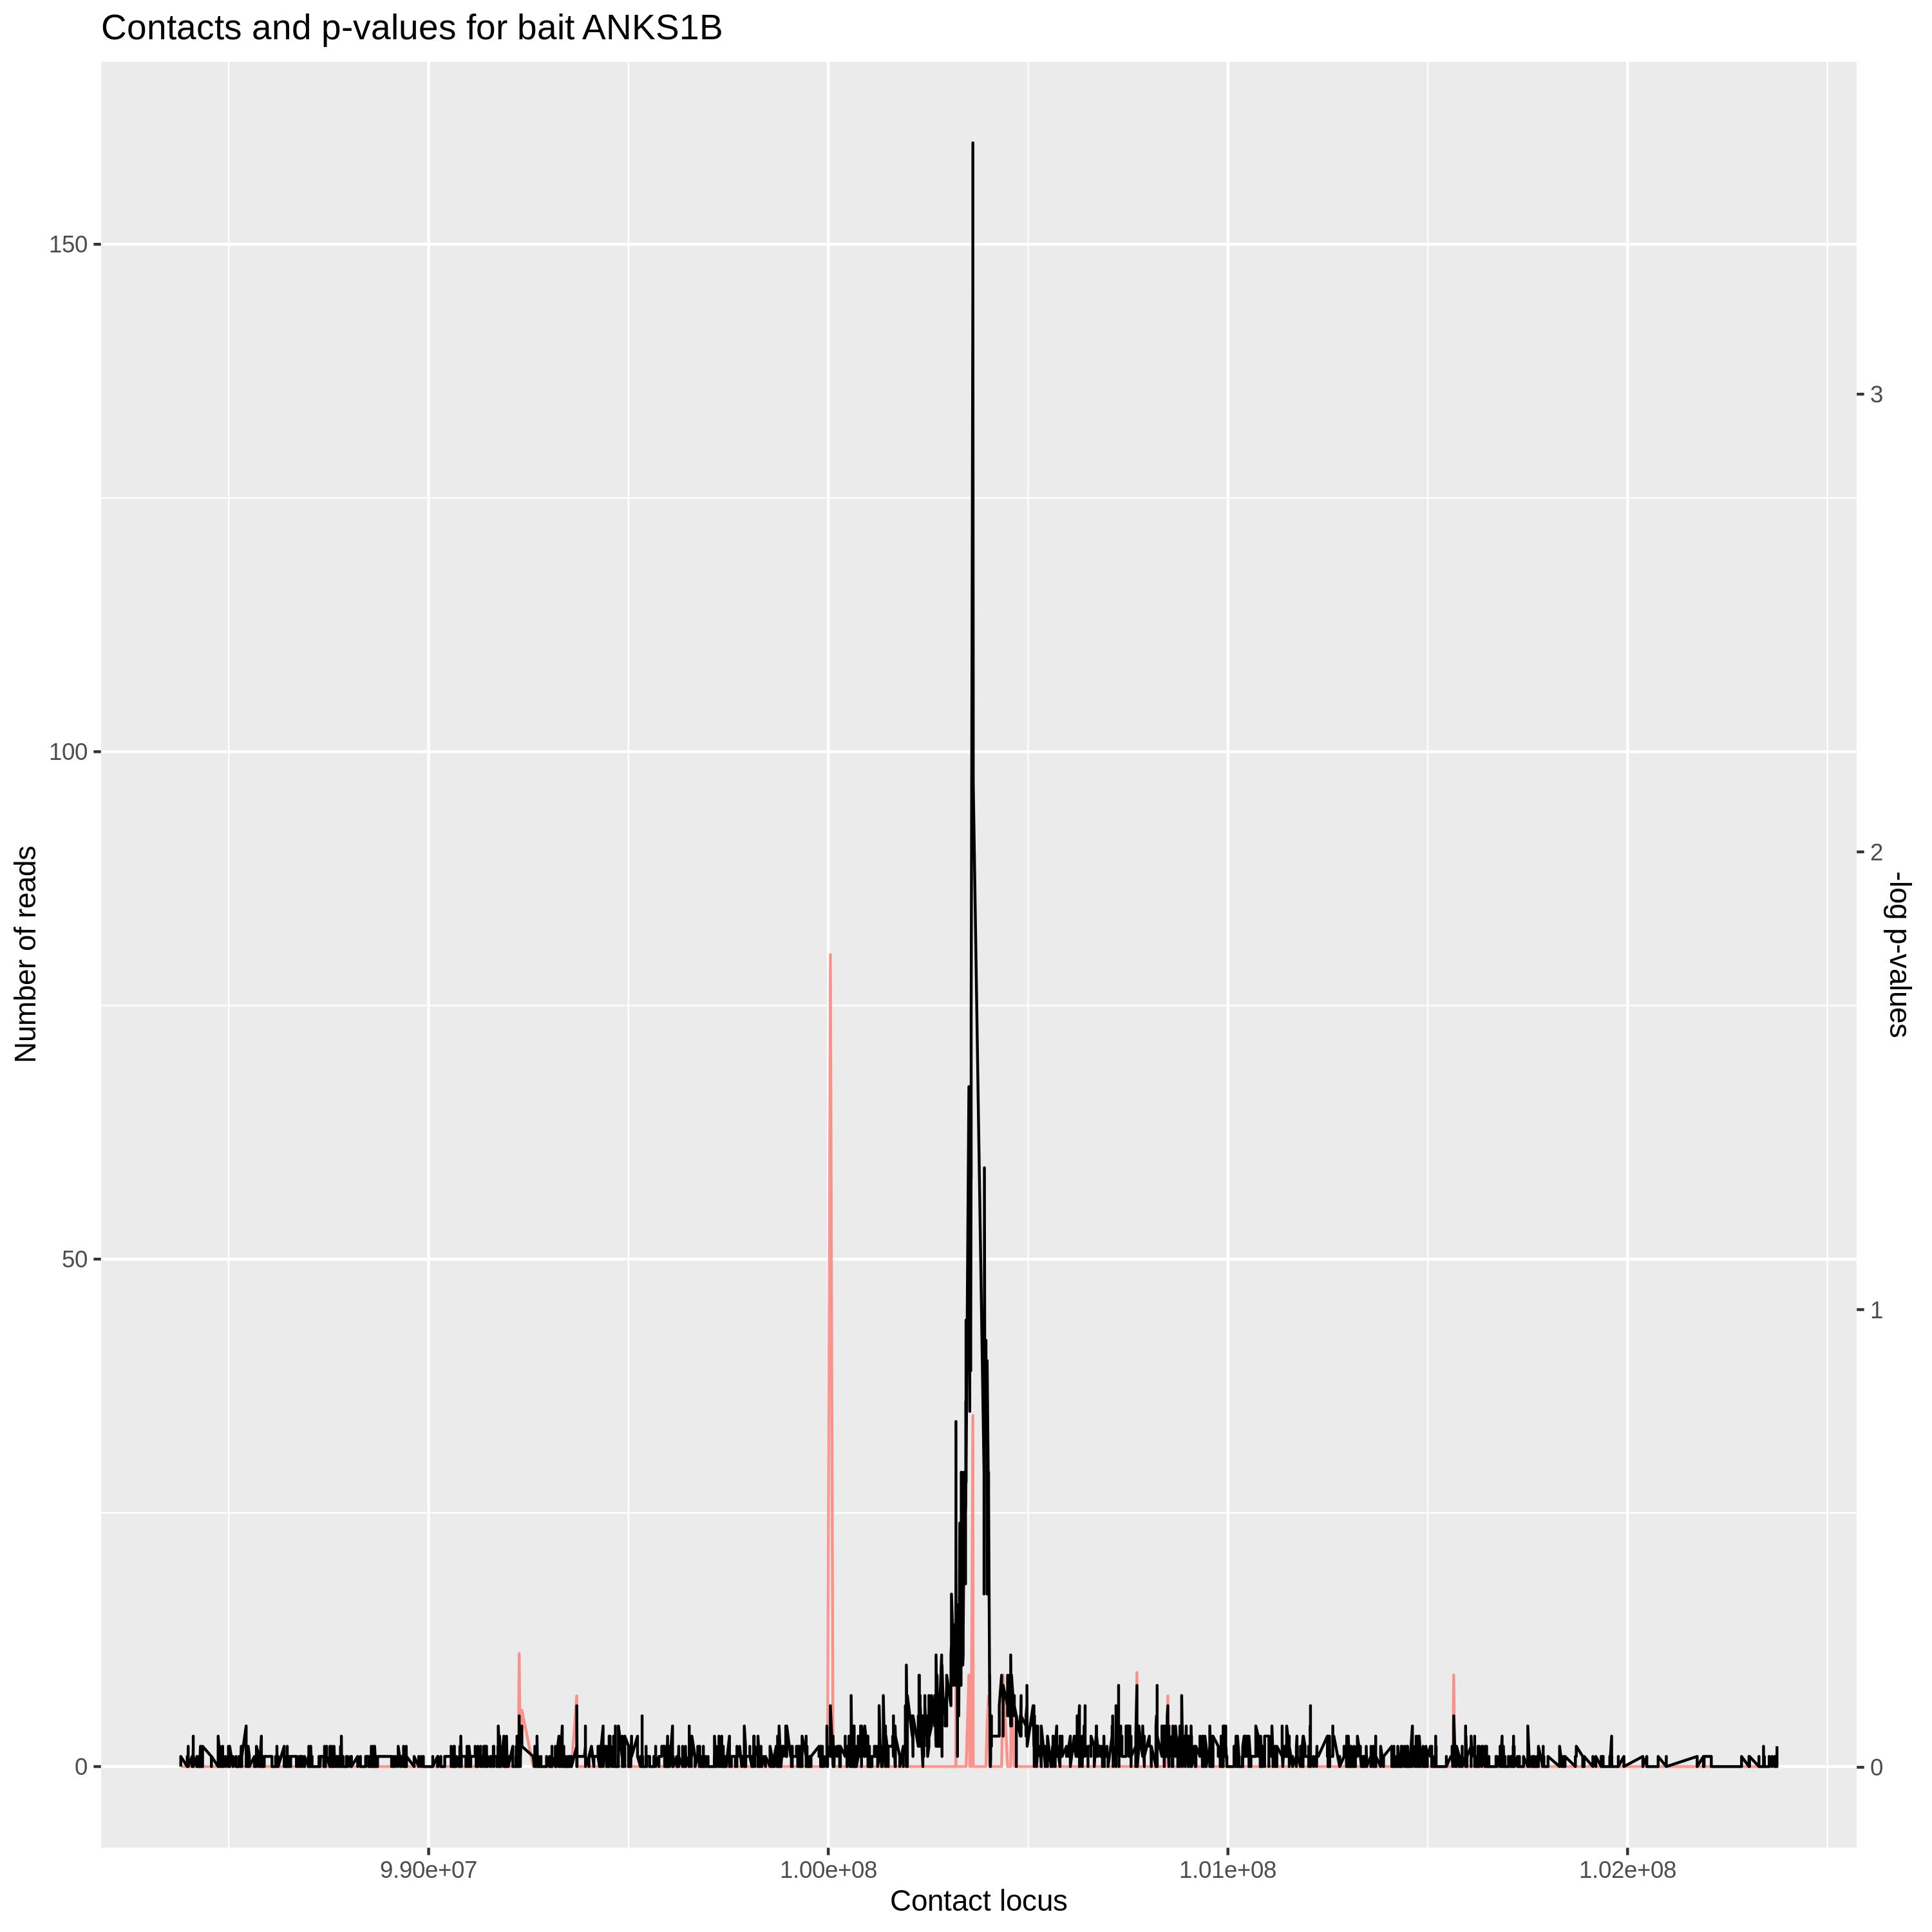 Contacts and p-values for bait ANKS1B
Number of reads
150
100
50
0
3
2
1
0
-log p-values
9.90e+07
1.00e+08
1.01e+08
1.02e+08
Contact locus